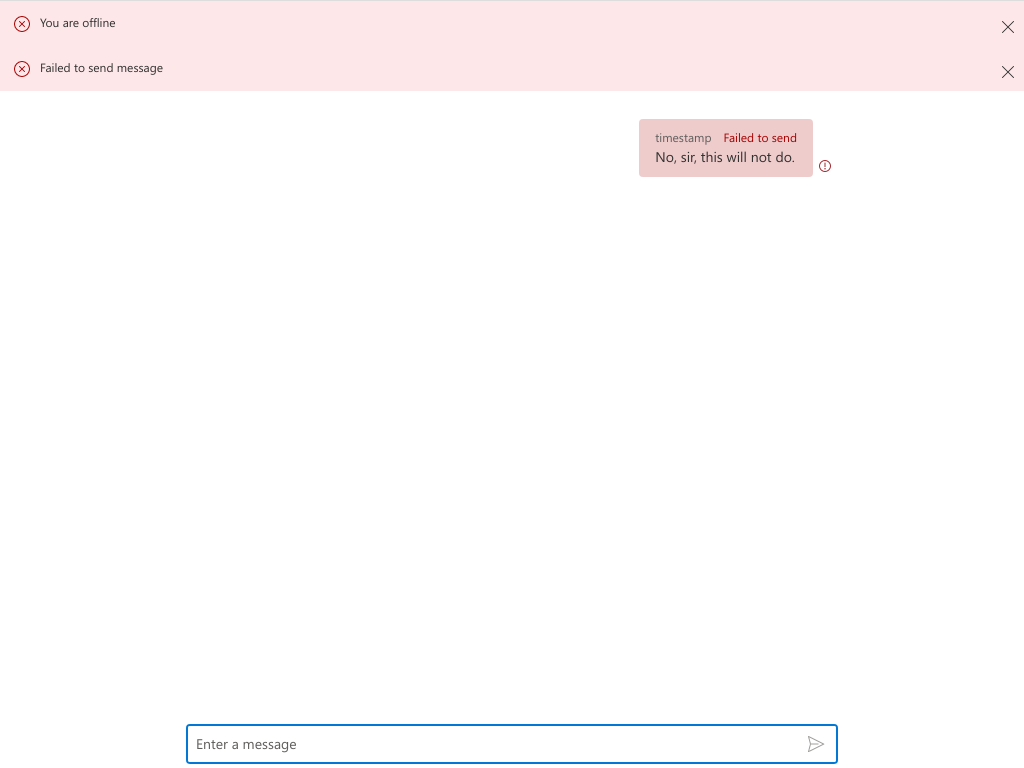 You are offline
Failed to send message
timestamp Failed to send
No, sir, this will not do.
Enter a message